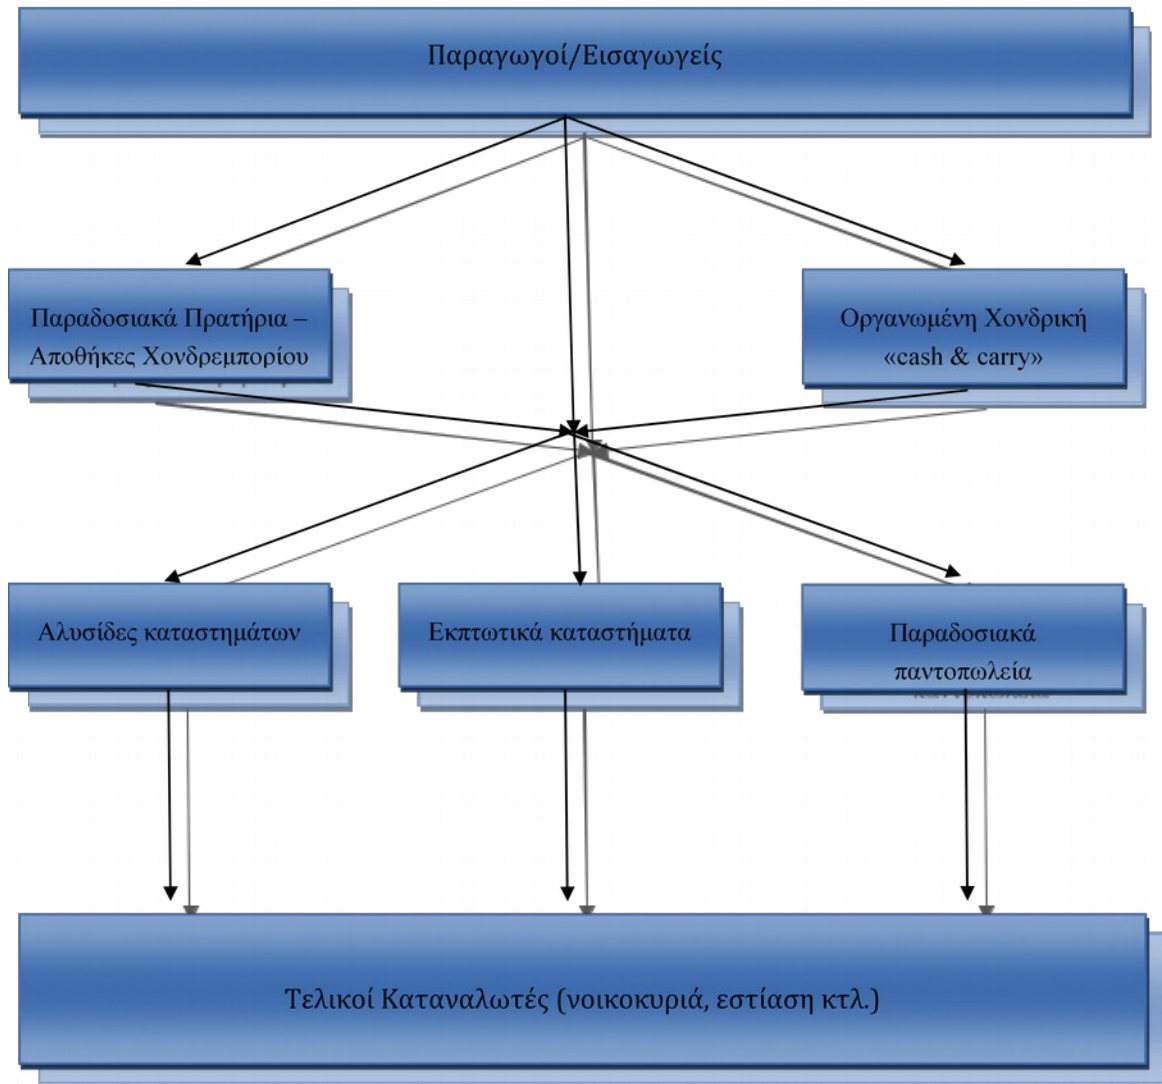 Παραγωγοί/Εισαγωγείς
Παραδοσιακά Πρατήρια –
Αποθήκες Χονδρεμπορίου
Οργανωμένη Χονδρική
«cash & carry»
Αλυσίδες καταστημάτων
Εκπτωτικά καταστήματα
Παραδοσιακά
παντοπωλεία
Τελικοί Καταναλωτές (νοικοκυριά, εστίαση κτλ.)